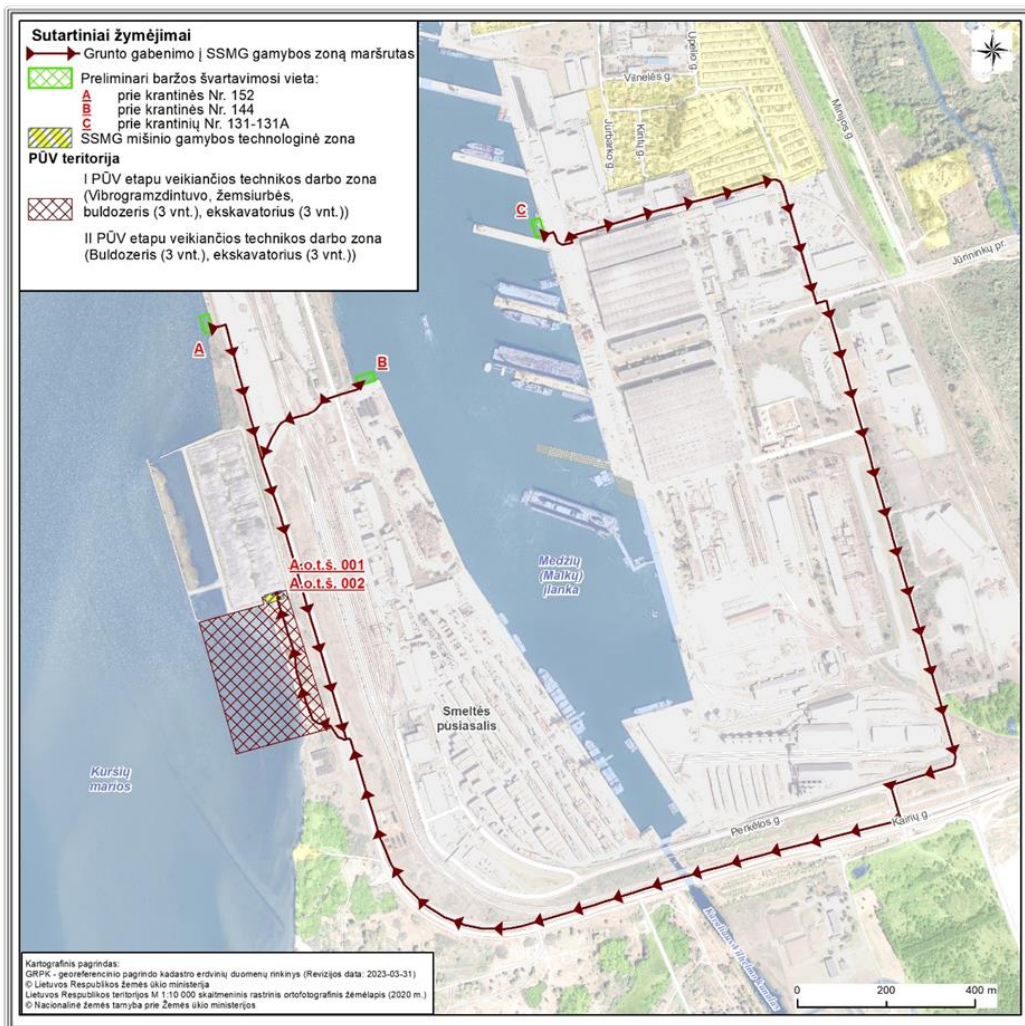 Sutartiniai žymėjimai
Grunto gabenimo į SSMG gamybos zoną maršrutas
Preliminari baržos švartavimosi vieta:
A prie krantinės Nr. 152
B prie krantinės Nr. 144
C prie krantinių Nr. 131-131A
SSMG mišinio gamybos technologinė zona
PŪV teritorija
I PŪV etapu veikiančios technikos darbo zona
(Vibrogramzdintuvo, žemsiurbės,
buldozeris (3 vnt.), ekskavatorius (3 vnt.))
II PŪV etapu veikiančios technikos darbo zona
(Buldozeris (3 vnt.), ekskavatorius (3 vnt.))
Upelio g.
Vilnelės g.
Minijos g.
Kintų g.
Jurbarko g.
C
Jūrininkų pr.
A
B
A.o.t.š. 001
A.o.t.š. 002
Medžių
(Malkų)
įlanka
Smeltės
pusiasalis
Kuršių
marios
Perkėlos g.
Kairių g.
Kartografinis pagrindas:
GRPK - georeferencinio pagrindo kadastro erdvinių duomenų rinkinys (Revizijos data: 2023-03-31)
© Lietuvos Respublikos žemės ūkio ministerija
Lietuvos Respublikos teritorijos M 1:10 000 skaitmeninis rastrinis ortofotografinis žemėlapis (2020 m.)
© Nacionalinė žemės tarnyba prie Žemės ūkio ministerijos
0 200 400 m